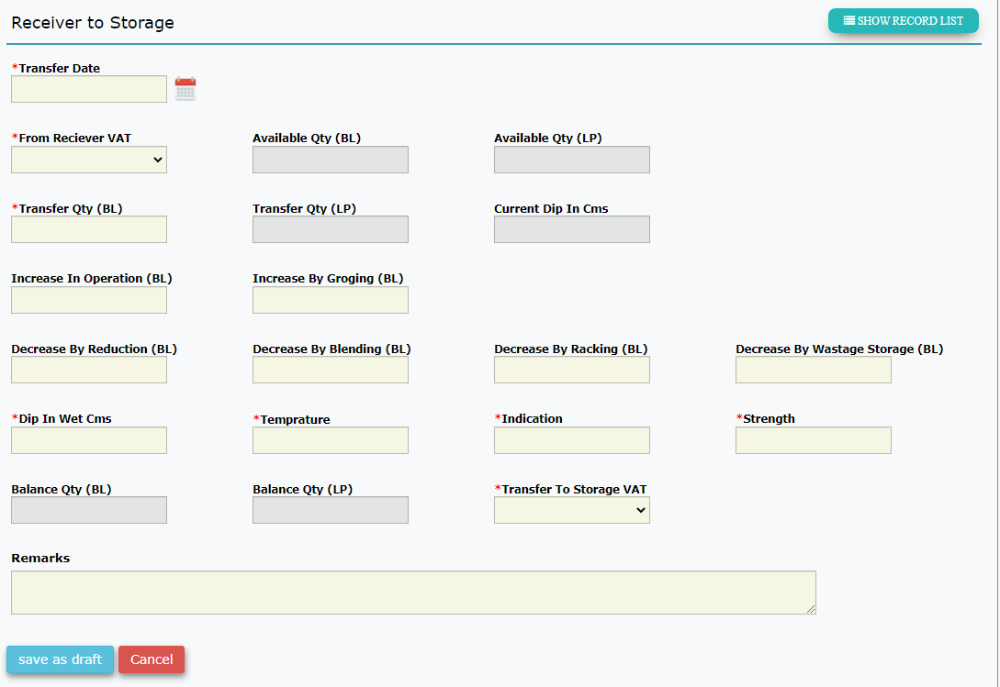 Receiver to Storage
SHOW RECORD LIST
*Transfer Date
*From Reciever VAT
Available Qty (BL)
Available Qty (LP)
*Transfer Qty (BL)
Transfer Qty (LP)
Current Dip In Cms
Increase In Operation (BL)
Increase By Groging (BL)
Decrease By Reduction (BL)
Decrease By Blending (BL)
Decrease By Racking (BL)
Decrease By Wastage Storage (BL)
*Dip In Wet Cms
*Temprature
*Indication
*Strength
Balance Qty (BL)
Balance Qty (LP)
*Transfer To Storage VAT
Remarks
save as draft
Cancel